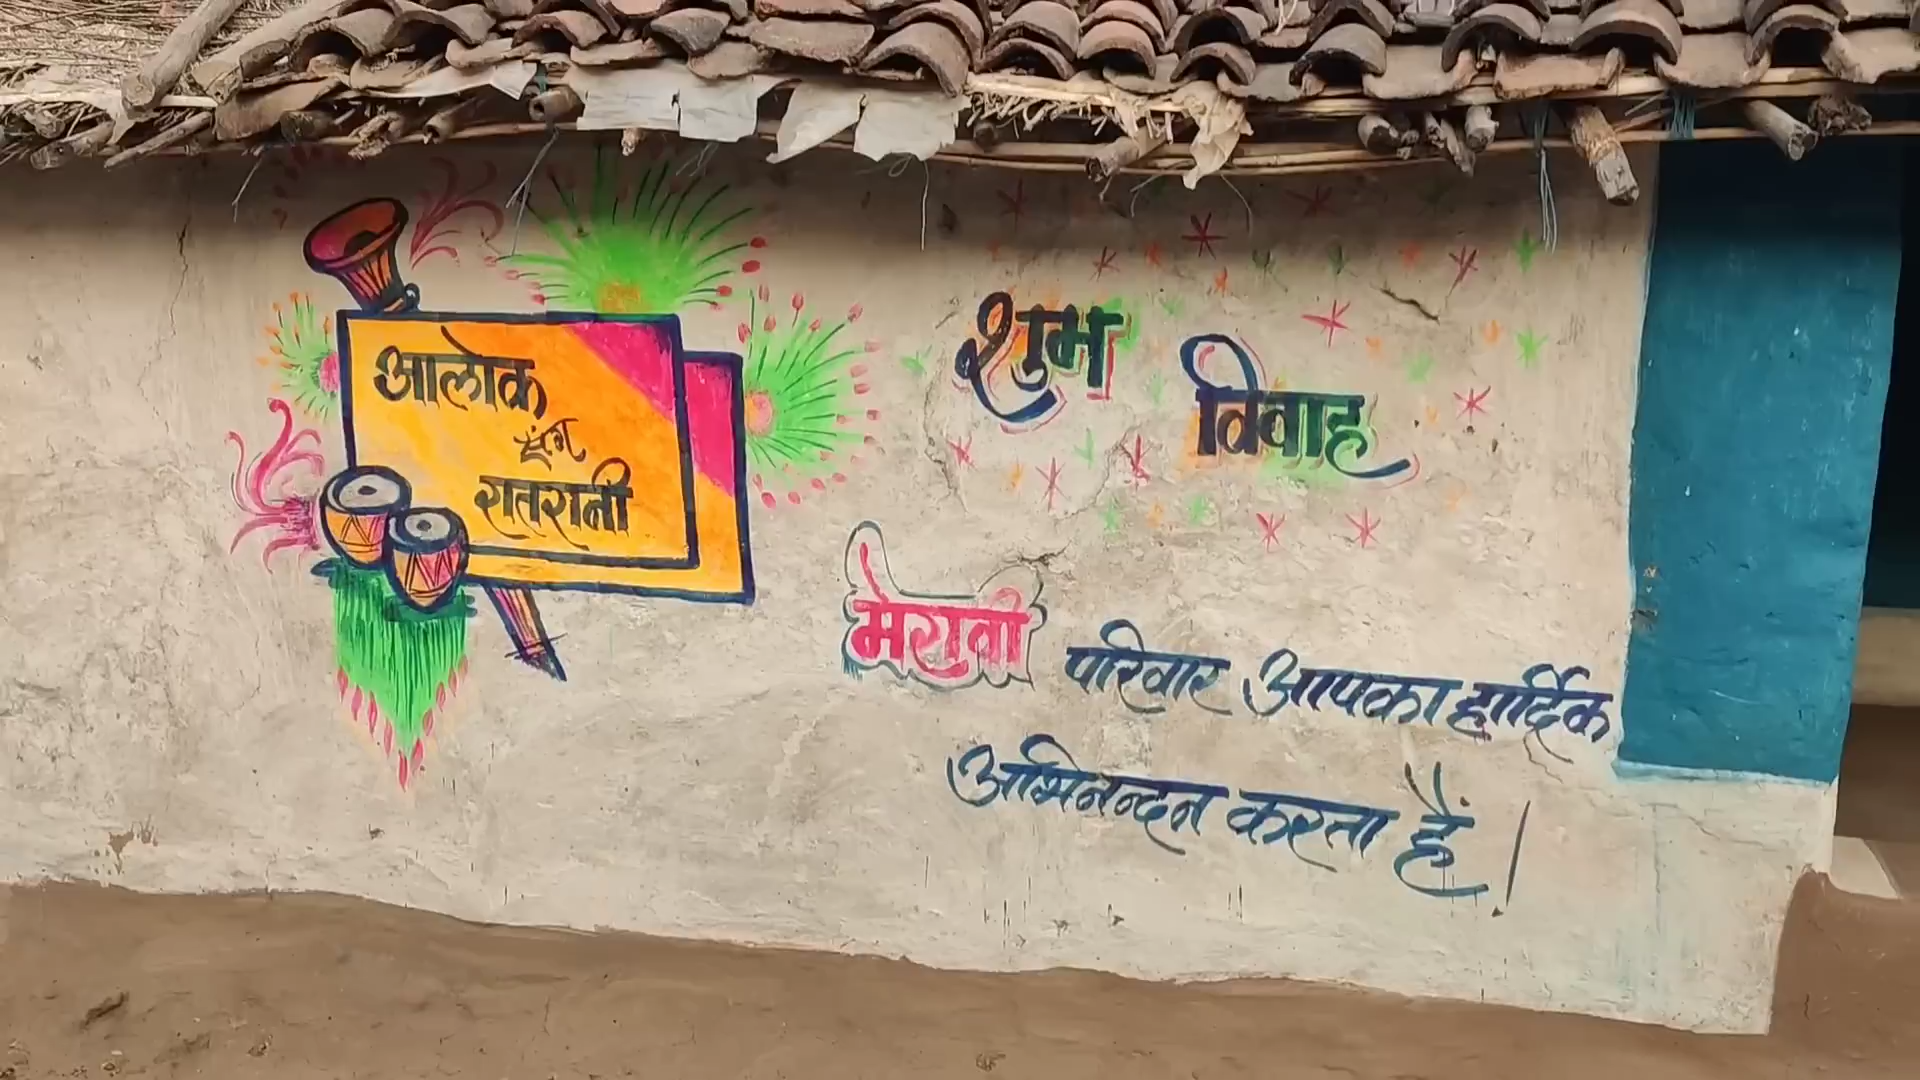 आलोक
संग
रातरानी
शुभ
विवाह
मेरावी परिवार आपका हार्दिक
अभिनन्दन करता है।